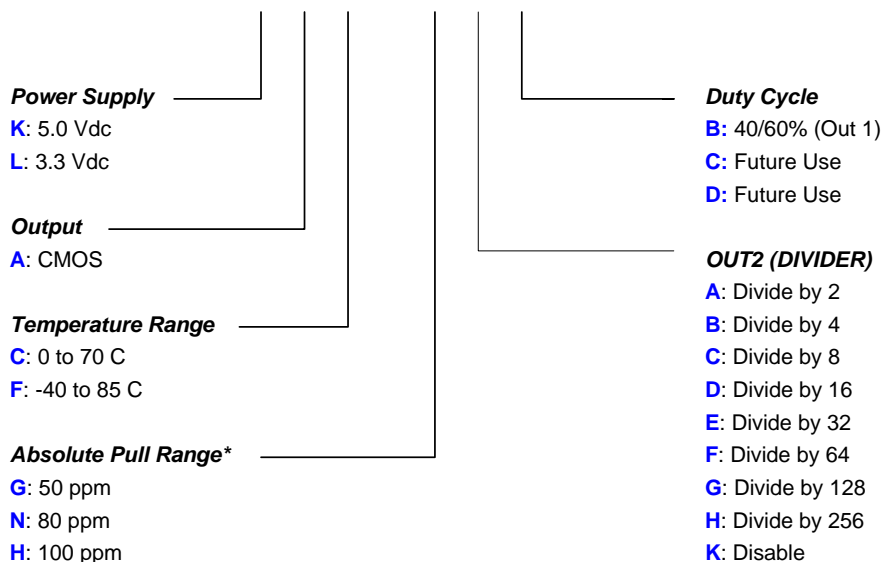 Power Supply
K: 5.0 Vdc
L: 3.3 Vdc
Output
A: CMOS
Temperature Range
C: 0 to 70 C
F: -40 to 85 C
Absolute Pull Range*
G: 50 ppm
N: 80 ppm
H: 100 ppm
Duty Cycle
B: 40/60% (Out 1)
C: Future Use
D: Future Use
OUT2 (DIVIDER)
A: Divide by 2
B: Divide by 4
C: Divide by 8
D: Divide by 16
E: Divide by 32
F: Divide by 64
G: Divide by 128
H: Divide by 256
K: Disable